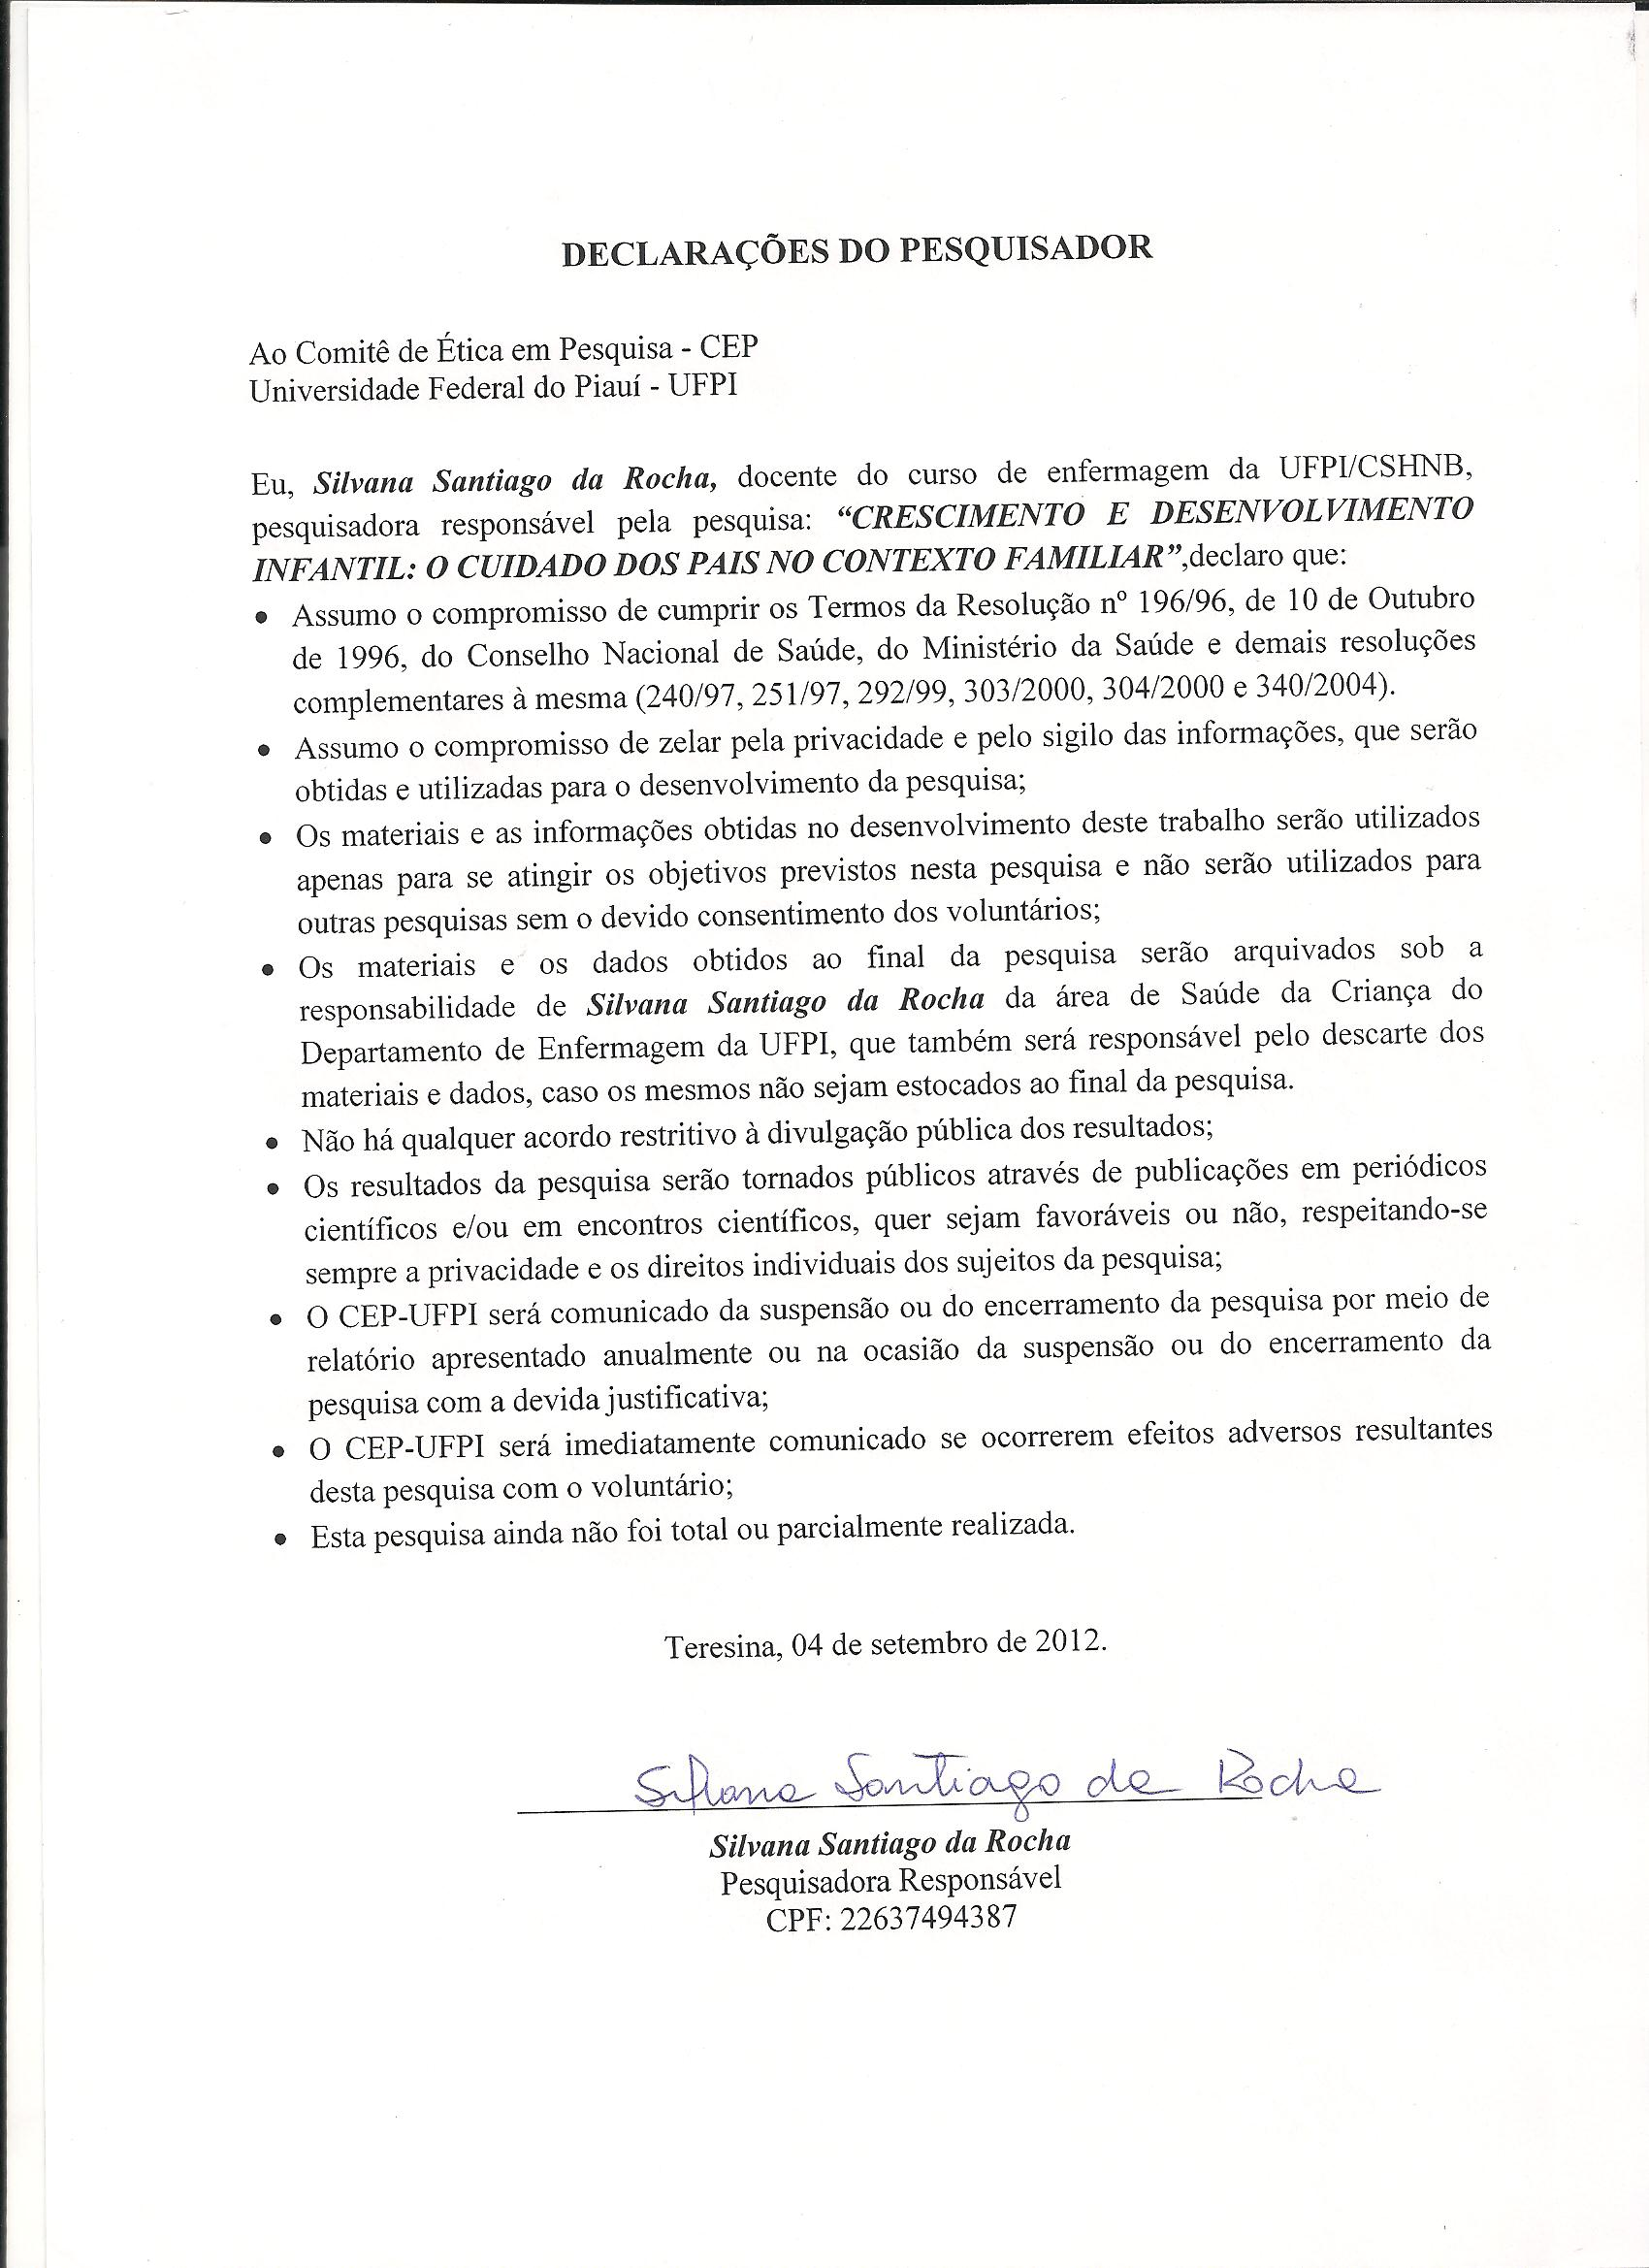 DECLARAÇÕES DO PESQUISADOR
Ao Comitê de Ética em Pesquisa - CEP
Universidade Federal do Piauí - UFPI
Eu, Silvana Santiago da Rocha, docente do curso de enfermagem da UFPI/CSHNB,
pesquisadora responsável pela pesquisa: “CRESCIMENTO E DESENVOLVIMENTO
INFANTIL: O CUIDADO DOS PAIS NO CONTEXTO FAMILIAR”,declaro que:
• Assumo o compromisso de cumprir os Termos da Resolução nº 196/96, de 10 de Outubro
de 1996, do Conselho Nacional de Saúde, do Ministério da Saúde e demais resoluções
complementares à mesma (240/97, 251/97, 292/99, 303/2000, 304/2000 e 340/2004).
• Assumo o compromisso de zelar pela privacidade e pelo sigilo das informações, que serão
obtidas e utilizadas para o desenvolvimento da pesquisa;
• Os materiais e as informações obtidas no desenvolvimento deste trabalho serão utilizados
apenas para se atingir os objetivos previstos nesta pesquisa e não serão utilizados para
outras pesquisas sem o devido consentimento dos voluntários;
• Os materiais e os dados obtidos ao final da pesquisa serão arquivados sob a
responsabilidade de Silvana Santiago da Rocha da área de Saúde da Criança do
Departamento de Enfermagem da UFPI, que também será responsável pelo descarte dos
materiais e dados, caso os mesmos não sejam estocados ao final da pesquisa.
• Não há qualquer acordo restritivo à divulgação pública dos resultados;
• Os resultados da pesquisa serão tornados públicos através de publicações em periódicos
científicos e/ou em encontros científicos, quer sejam favoráveis ou não, respeitando-se
sempre a privacidade e os direitos individuais dos sujeitos da pesquisa;
• O CEP-UFPI será comunicado da suspensão ou do encerramento da pesquisa por meio de
relatório apresentado anualmente ou na ocasião da suspensão ou do encerramento da
pesquisa com a devida justificativa;
• O CEP-UFPI será imediatamente comunicado se ocorrerem efeitos adversos resultantes
desta pesquisa com o voluntário;
• Esta pesquisa ainda não foi total ou parcialmente realizada.
Teresina, 04 de setembro de 2012.
Silvana Santiago da Rocha
Silvana Santiago da Rocha
Pesquisadora Responsável
CPF: 22637494387